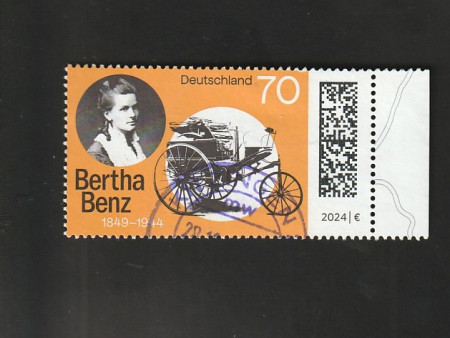 Deutschland 70
Bertha
Benz
1849–1944
2024 | €